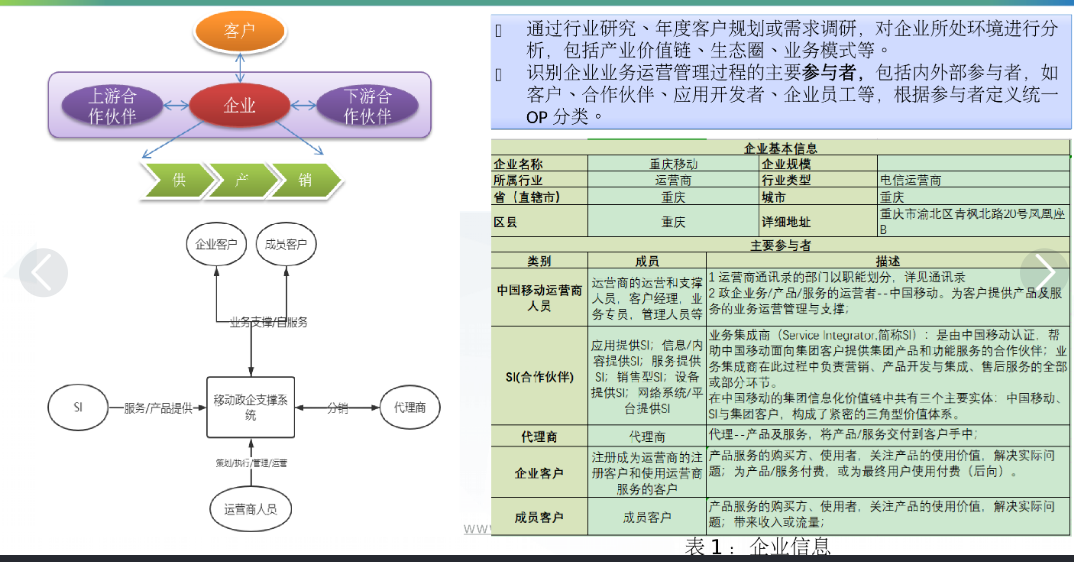 客户
上游合
作伙伴
企业
下游合
作伙伴
供
产
销
企业客户
成员客户
业务支撑/自服务
SI
服务/产品提供
移动政企支撑系
统
分销
代理商
策划/执行/管理/运营
运营商人员
通过行业研究、年度客户规划或需求调研，对企业所处环境进行分
析，包括产业价值链、生态圈、业务模式等。
识别企业业务运营管理过程的主要参与者，包括内外部参与者，如
客户、合作伙伴、应用开发者、企业员工等，根据参与者定义统一
OP 分类。
企业基本信息
企业名称 重庆移动 企业规模
所属行业 运营商 行业类型 电信运营商
省（直辖市） 重庆 城市 重庆
区县 重庆 详细地址 重庆市渝北区青枫北路20号凤凰座
B
主要参与者
类别 成员 描述
中国移动运营商
人员
运营商的运营和支撑
人员，客户经理，业
务专员，管理人员等
1 运营商通讯录的部门以职能划分，详见通讯录
2 政企业务/产品/服务的运营者--中国移动。为客户提供产品及服
务的业务运营管理与支撑；
SI(合作伙伴)
应用提供SI；信息/内
容提供SI；服务提供
SI；销售型SI；设备
提供SI；网络系统/平
台提供SI
业务集成商（Service Integrator,简称SI）：是由中国移动认证，帮
助中国移动面向集团客户提供集团产品和功能服务的合作伙伴；业
务集成商在此过程中负责营销、产品开发与集成、售后服务的全部
或部分环节。
在中国移动的集团信息化价值链中共有三个主要实体：中国移动、
SI与集团客户，构成了紧密的三角型价值体系。
代理商 代理商 代理--产品及服务，将产品/服务交付到客户手中；
企业客户
注册成为运营商的注
册客户和使用运营商
服务的客户
产品服务的购买方、使用者，关注产品的使用价值，解决实际问
题；为产品/服务付费，或为最终用户使用付费（后向）。
成员客户 成员客户
产品服务的购买方、使用者，关注产品的使用价值，解决实际问
题；带来收入或流量；
www
表 1 ：企业信息